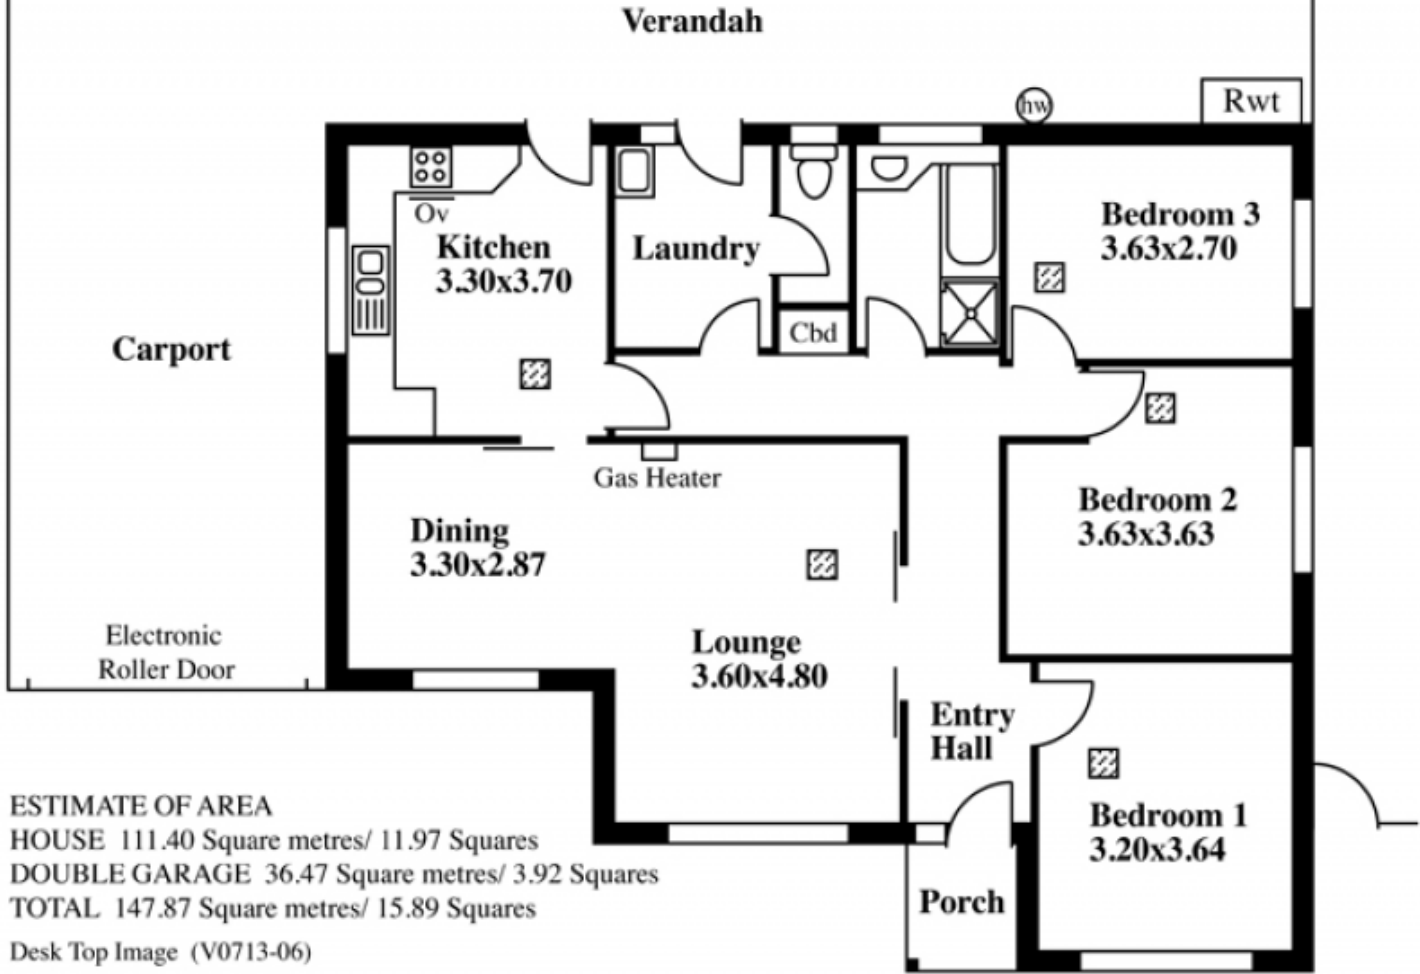 Verandah
hw
Rwt
Ov
Kitchen
3.30x3.70
Laundry
Cbd
Bedroom 3
3.63x2.70
Carport
Gas Heater
Dining
3.30x2.87
Bedroom 2
3.63x3.63
Electronic
Roller Door
Lounge
3.60x4.80
Entry
Hall
Bedroom 1
3.20x3.64
Porch
ESTIMATE OF AREA
HOUSE 111.40 Square metres/ 11.97 Squares
DOUBLE GARAGE 36.47 Square metres/ 3.92 Squares
TOTAL 147.87 Square metres/ 15.89 Squares
Desk Top Image (V0713-06)